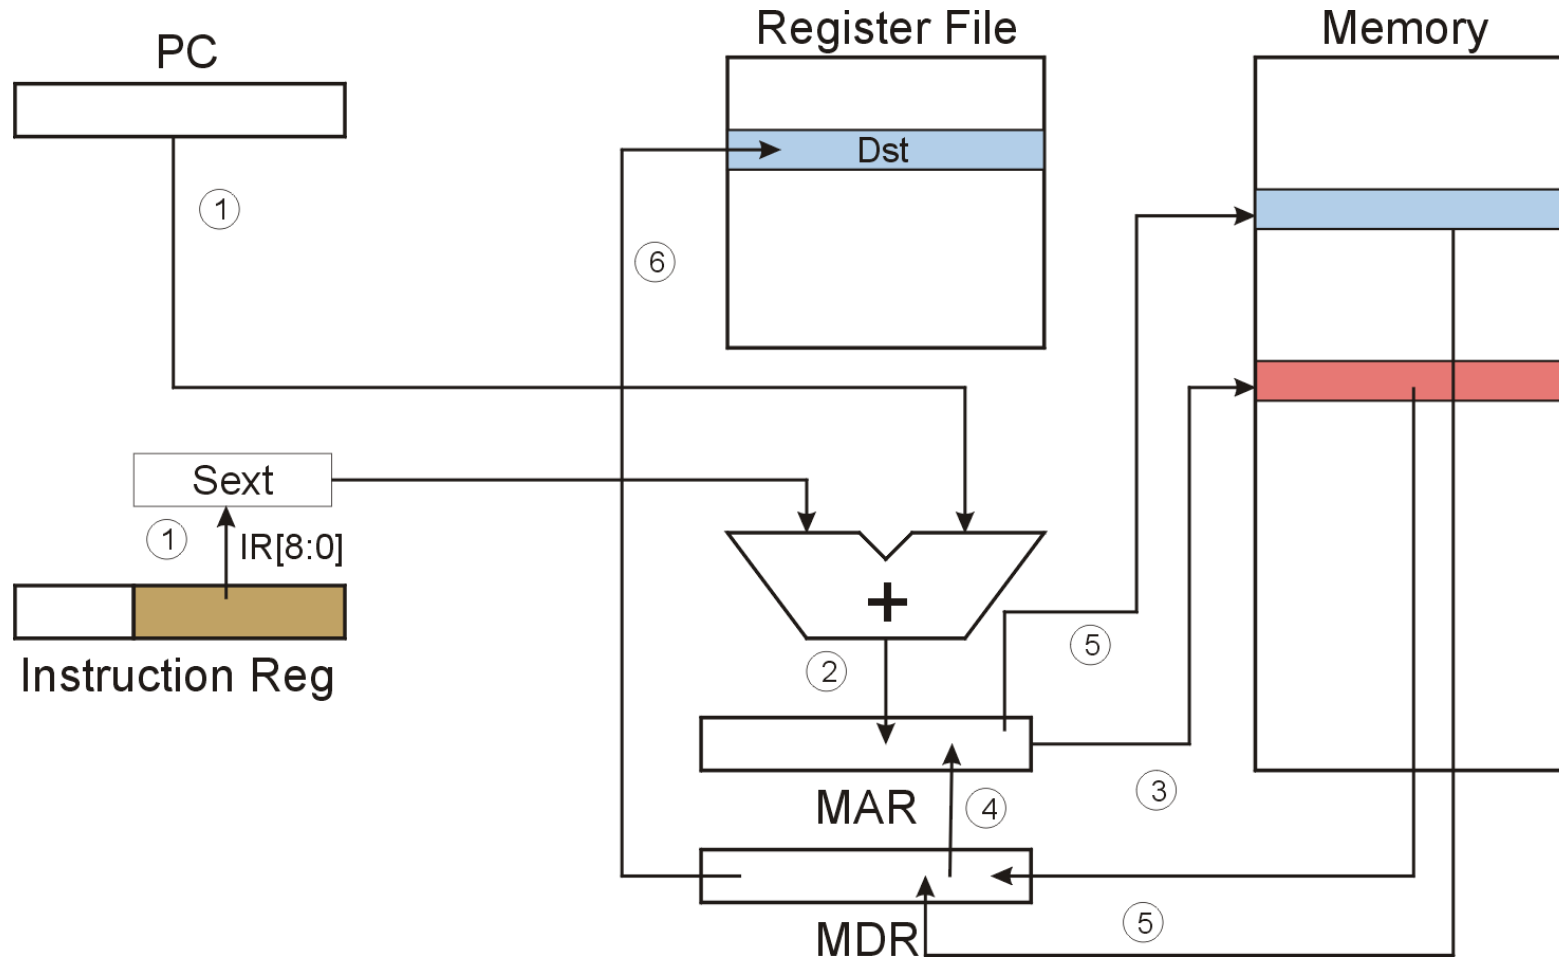 Register File
Memory
PC
Dst
1
6
Sext
1
IR[8:0]
+
Instruction Reg
2
5
3
MAR
4
5
MDR